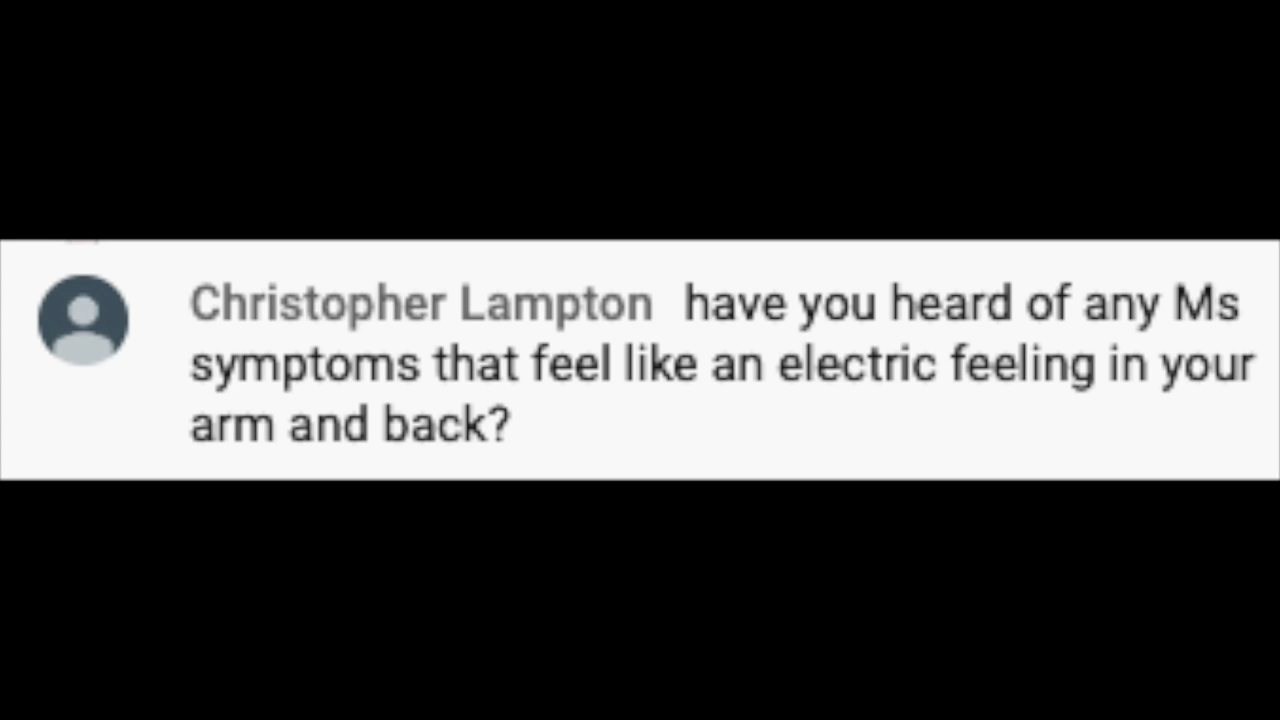 Christopher Lampton have you heard of any Ms
symptoms that feel like an electric feeling in your
arm and back?